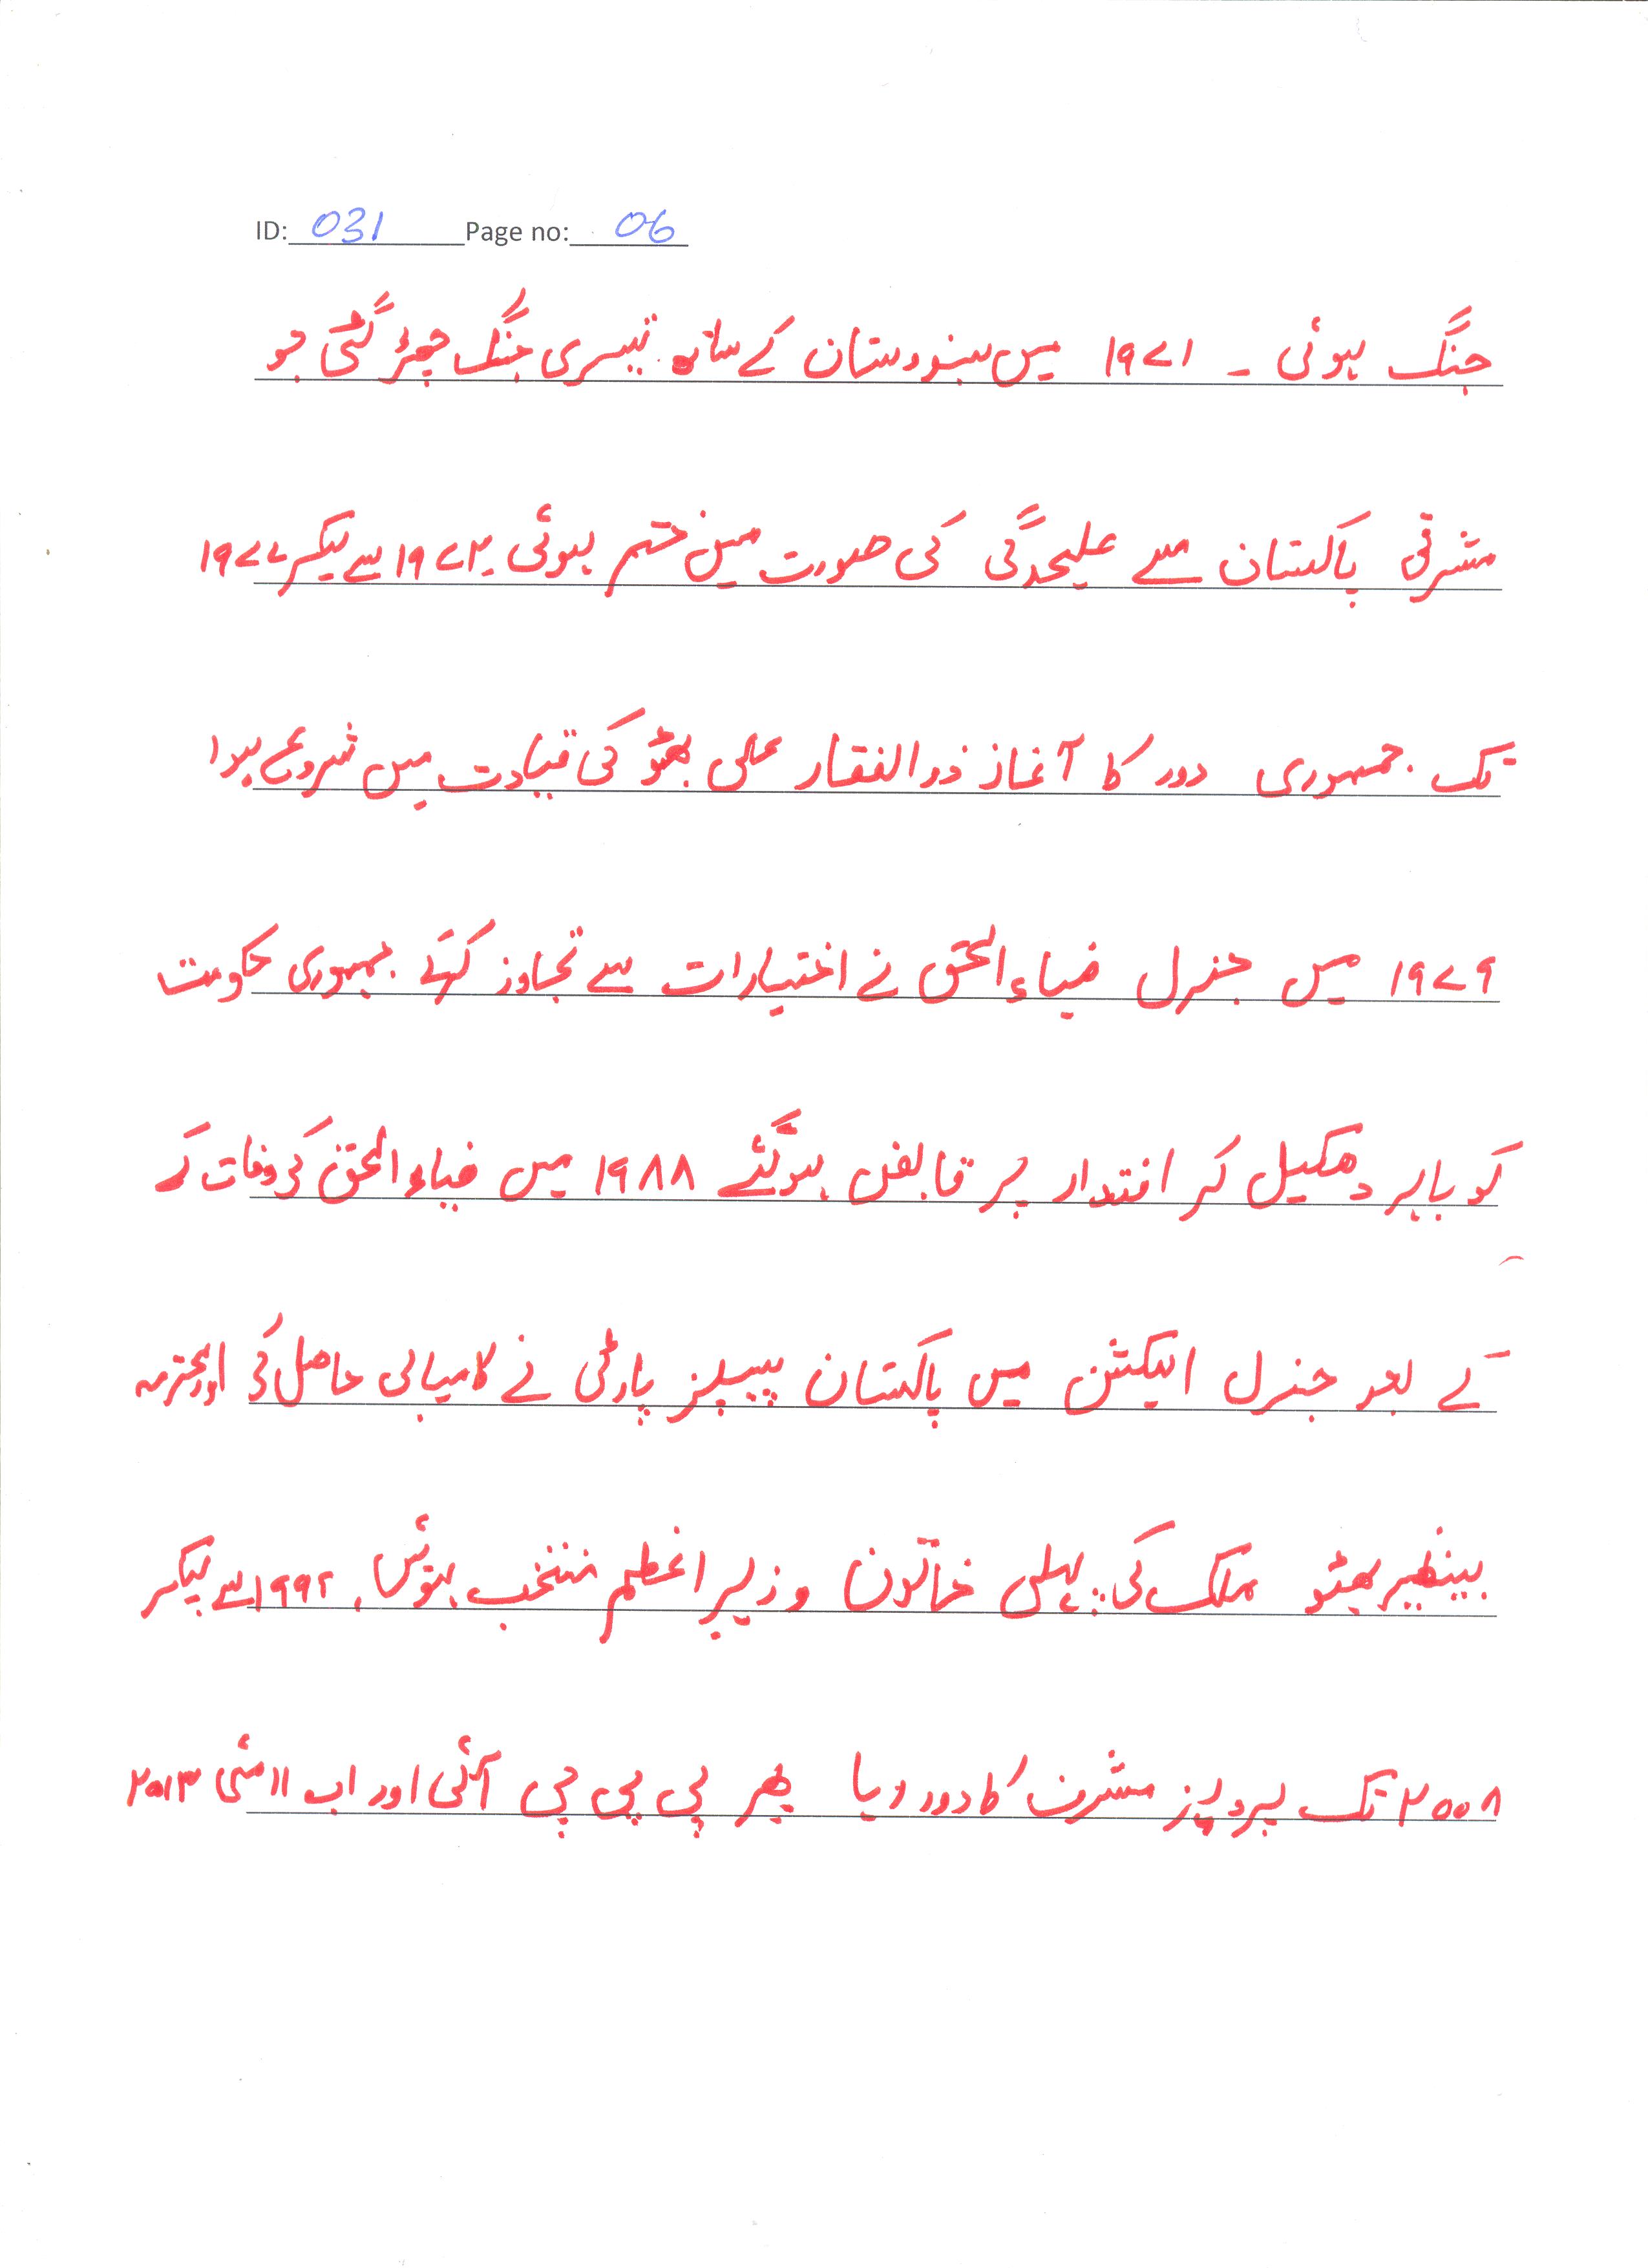 ID: 031 Page no: 06
جنگ ہوئی ۔ ۱۹۷۱ میں ہندوستان کے ساتھ تیسری جنگ چھڑ گئی جو
مشرقی پاکستان سے علیحدگی کی صورت میں ختم ہوئی ۔ ۱۹۷۲ سے لیکر ۱۹۷۷
تک جمہوری دور کا آغاز ذوالفقار علی بھٹو کی قیادت میں شروع ہوا
۱۹۷۹ میں جنرل ضیاء الحق نے اختیارات سے تجاوز کرکے جمہوری حکومت
کو باہر دھکیل کر اقتدار پر قابض ہوگئے ۱۹۸۸ میں ضیاء الحق کی وفات کے
کے بعد جنرل الیکشن میں پاکستان پیپلز پارٹی نے کامیابی حاصل کی اور محترمہ
بینظیر بھٹو ملک کی پہلی خاتون وزیر اعظم منتخب ہوئیں ۔ ۱۹۹۲ سے لیکر
۲۰۰۸ تک پرویز مشرف کا دور رہا پھر پی پی پی آئی اور اب ۱۱ مئی ۲۰۱۳